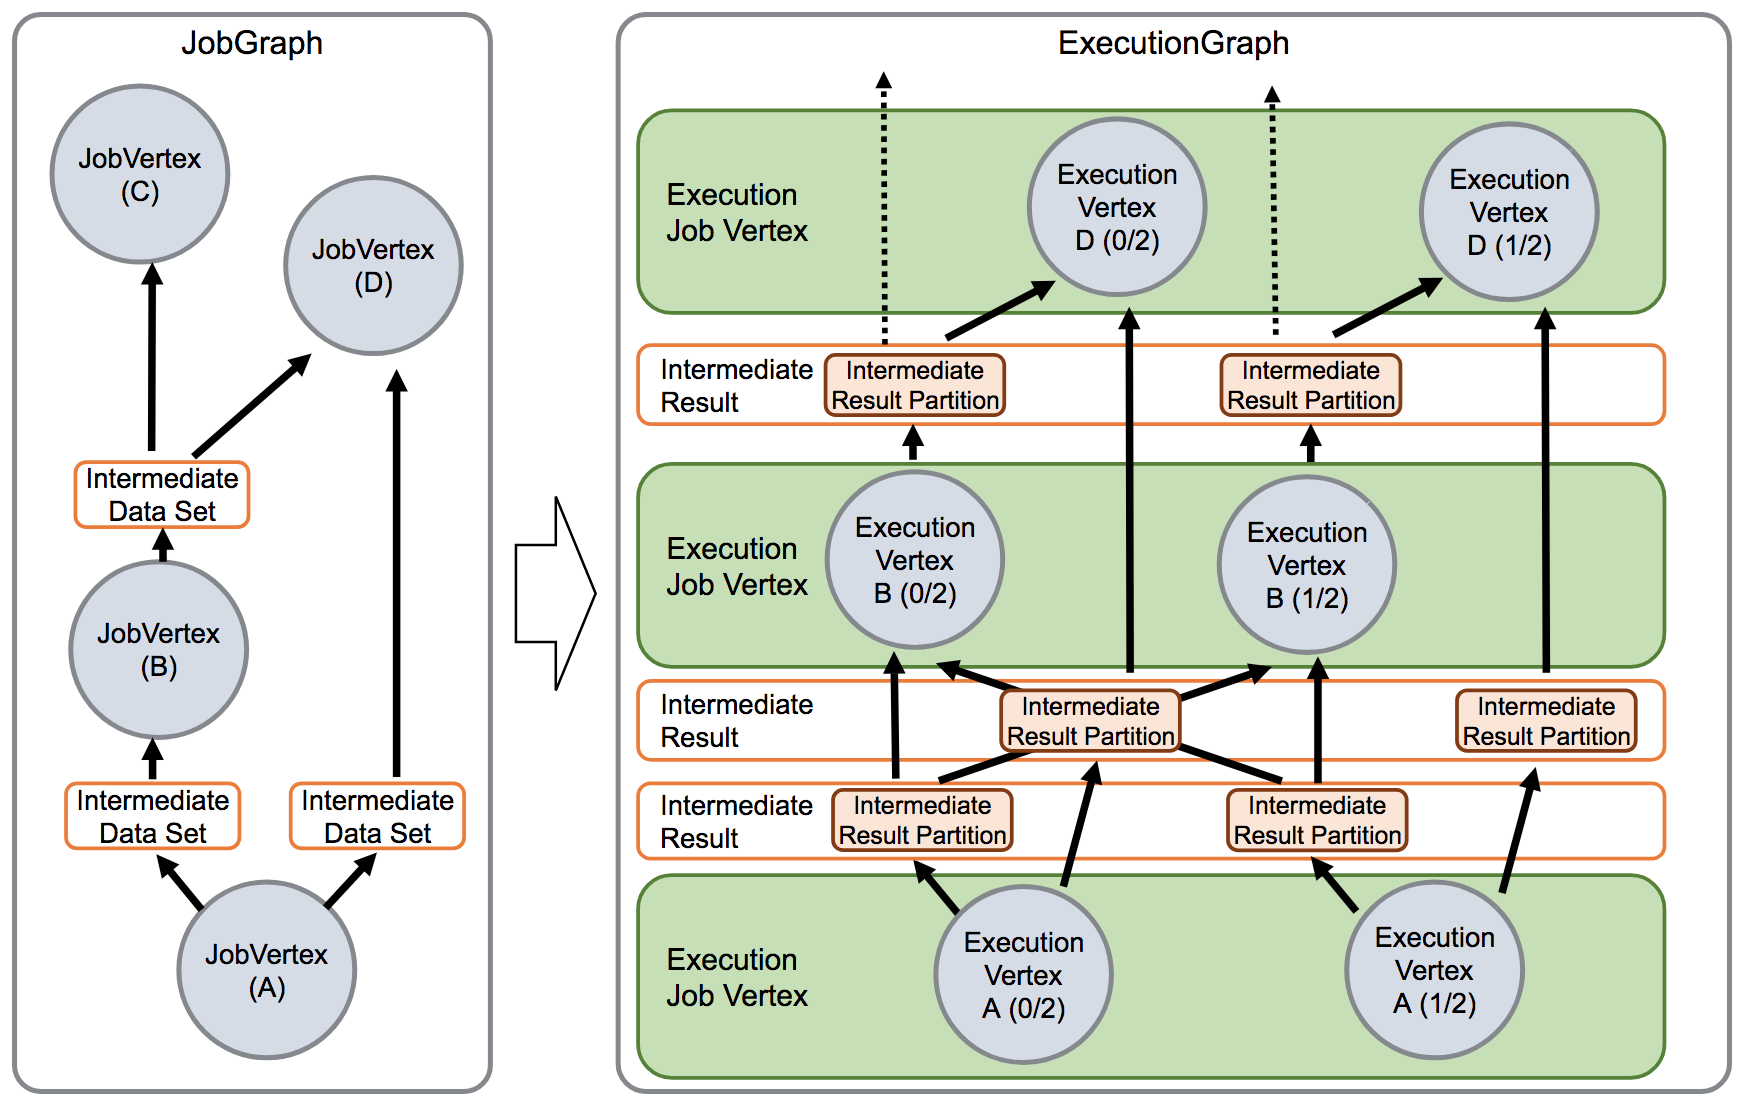 JobGraph
JobVertex
(C)
JobVertex
(D)
Intermediate
Data Set
JobVertex
(B)
Intermediate
Data Set
Intermediate
Data Set
JobVertex
(A)
ExecutionGraph
Execution
Job Vertex
Execution
Vertex
D (0/2)
Execution
Vertex
D (1/2)
Intermediate
Result
Intermediate
Result Partition
Intermediate
Result Partition
Execution
Job Vertex
Execution
Vertex
B (0/2)
Execution
Vertex
B (1/2)
Intermediate
Result
Intermediate
Result Partition
Intermediate
Result Partition
Intermediate
Result
Intermediate
Result Partition
Intermediate
Result Partition
Execution
Job Vertex
Execution
Vertex
A (0/2)
Execution
Vertex
A (1/2)